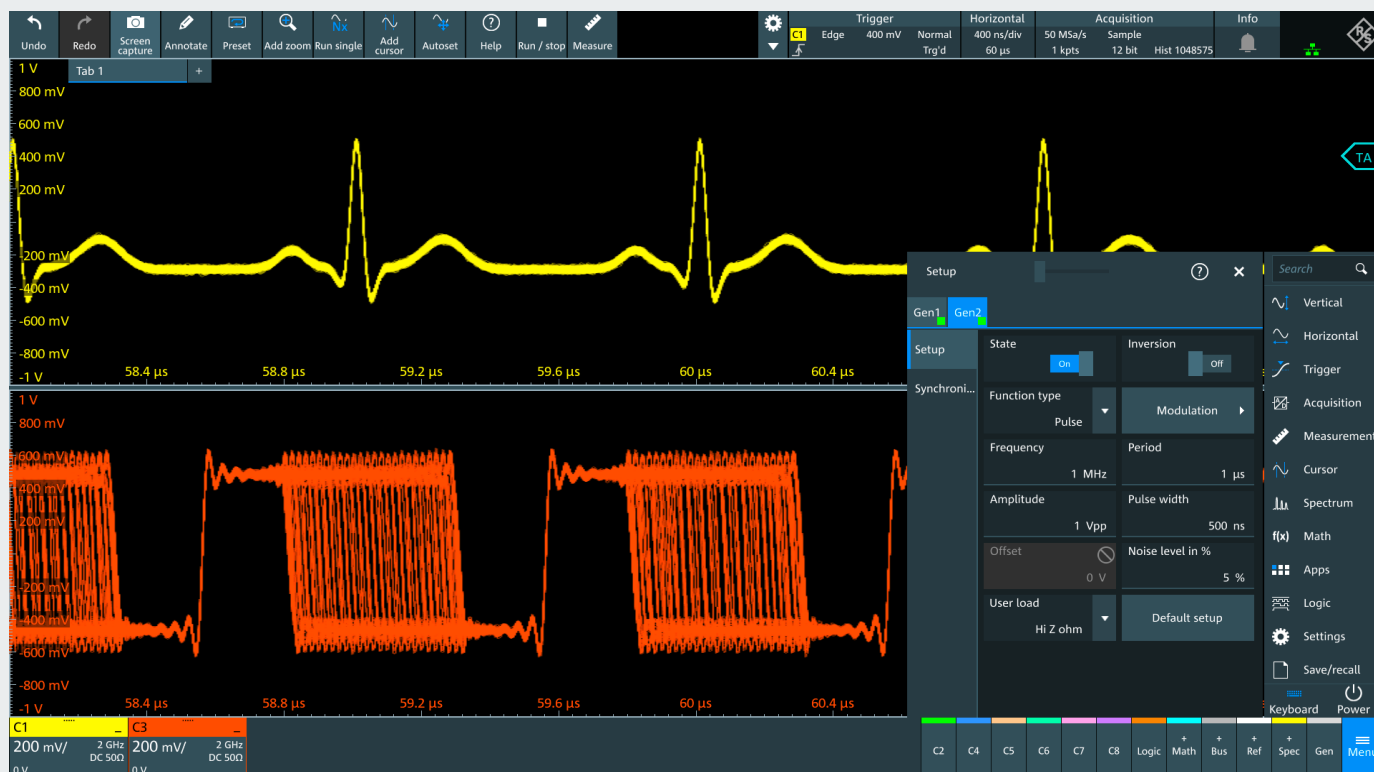 Undo
Redo
Screen capture
Annotate
Preset
Add zoom
Nx
Run single
Add cursor
Autoset
Help
Run / stop
Measure
Trigger
C1 Edge 400 mV Normal
Trg'd
Horizontal
400 ns/div
60 µs
Acquisition
50 MSa/s Sample
1 kpts 12 bit Hist 1048575
Info
R&S
1 V
Tab 1 +
800 mV
600 mV
400 mV
200 mV
-200 mV
-400 mV
-600 mV
-800 mV
-1 V
58.4 µs 58.8 µs 59.2 µs 59.6 µs 60 µs 60.4 µs
TA
1 V
800 mV
600 mV
400 mV
200 mV
-200 mV
-400 mV
-600 mV
-800 mV
-1 V
58.4 µs 58.8 µs 59.2 µs 59.6 µs 60 µs 60.4 µs
Setup
Gen1 Gen2
Setup
Synchroni...
State
On
Inversion
Off
Function type
Pulse
Modulation
Frequency
1 MHz
Period
1 µs
Amplitude
1 Vpp
Pulse width
500 ns
Offset
0 V
Noise level in %
5 %
User load
Hi Z ohm
Default setup
Search
Vertical
Horizontal
Trigger
Acquisition
Measurement
Cursor
Spectrum
f(x) Math
Apps
Logic
Settings
Save/recall
Keyboard Power
C1
200 mV/ 2 GHz
DC 50Ω
0 V
C3
200 mV/ 2 GHz
DC 50Ω
0 V
C2
C4
C5
C6
C7
C8
Logic
+ Math
+ Bus
+ Ref
+ Spec
Gen
Menu